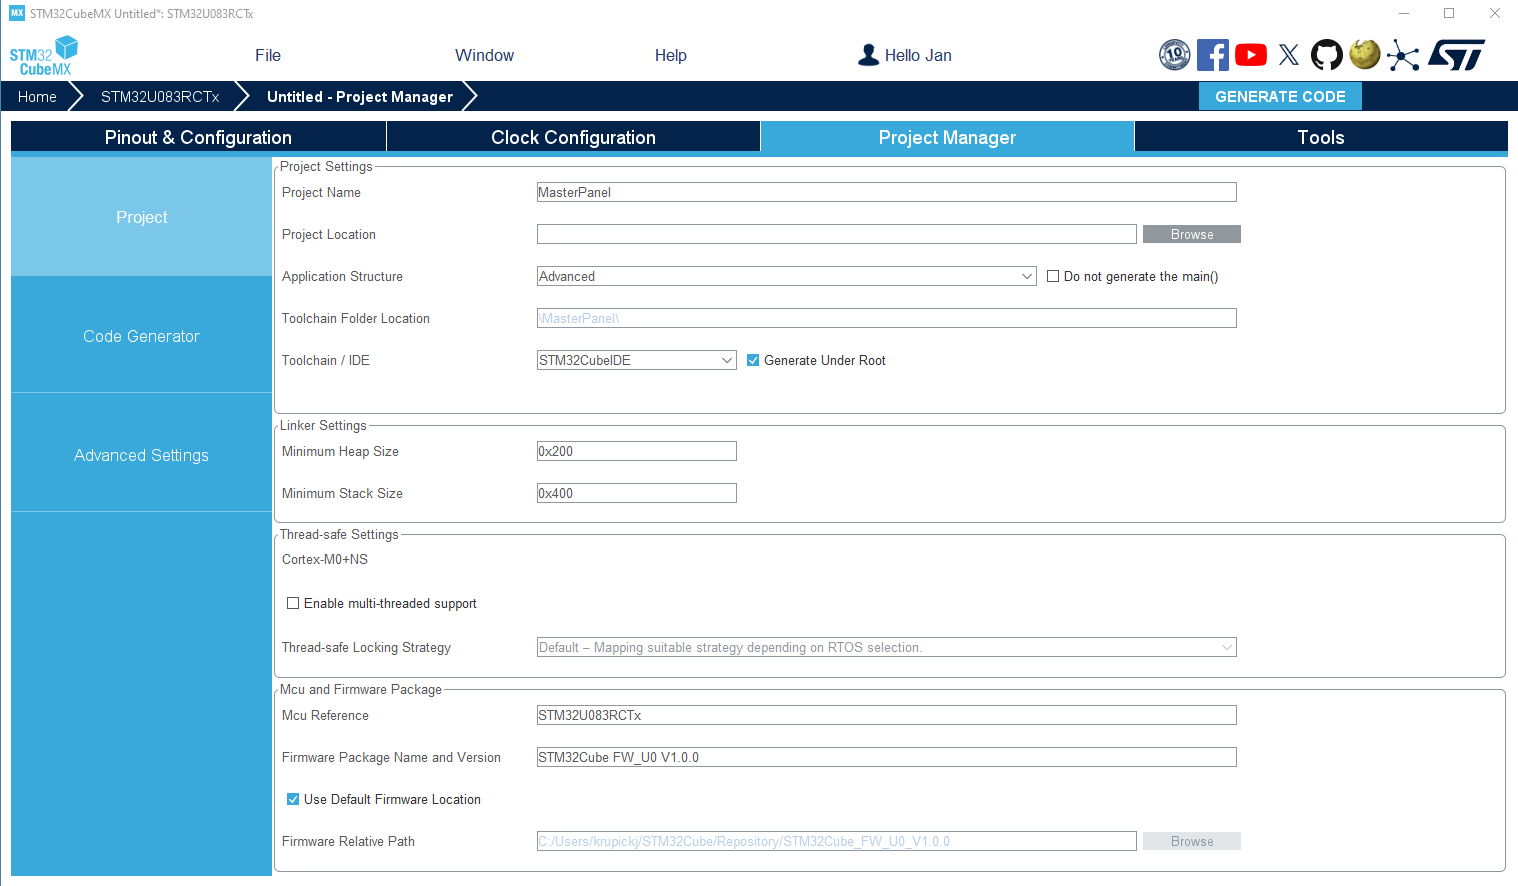 MX STM32CubeMX Untitled*: STM32U083RCTx
STM32
CubeMX
File Window Help Hello Jan
10
YEARS
ST
Home STM32U083RCTx Untitled - Project Manager GENERATE CODE
Pinout & Configuration Clock Configuration Project Manager Tools
Project
Code Generator
Advanced Settings
Project Settings
Project Name MasterPanel
Project Location Browse
Application Structure Advanced Do not generate the main()
Toolchain Folder Location \MasterPanel\
Toolchain / IDE STM32CubeIDE Generate Under Root
Linker Settings
Minimum Heap Size 0x200
Minimum Stack Size 0x400
Thread-safe Settings
Cortex-M0+NS
Enable multi-threaded support
Thread-safe Locking Strategy Default – Mapping suitable strategy depending on RTOS selection.
Mcu and Firmware Package
Mcu Reference STM32U083RCTx
Firmware Package Name and Version STM32Cube FW_U0 V1.0.0
Use Default Firmware Location
Firmware Relative Path C:/Users/krupickj/STM32Cube/Repository/STM32Cube_FW_U0_V1.0.0 Browse